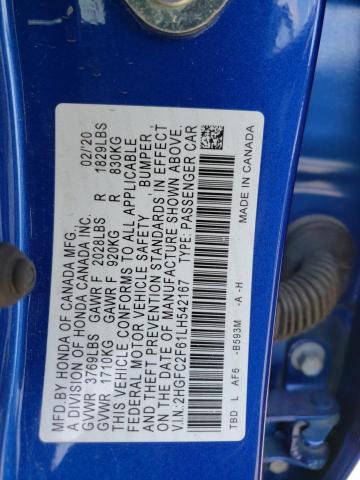 MFD.BY HONDA OF CANADA MFG.
A DIVISION OF HONDA CANADA INC. 02/'20
GVWR 3769LBS GAWR F 2028LBS R 1829LBS
GVWR 1710KG GAWR F 920KG R 830KG
THIS VEHICLE CONFORMS TO ALL APPLICABLE
FEDERAL MOTOR VEHICLE SAFETY, BUMPER,
AND THEFT PREVENTION STANDARDS IN EFFECT
ON THE DATE OF MANUFACTURE SHOWN ABOVE.
V.I.N.:2HGFC2F61LH542167 TYPE: PASSENGER CAR
TBD L AF6 -B593M -A -H MADE IN CANADA